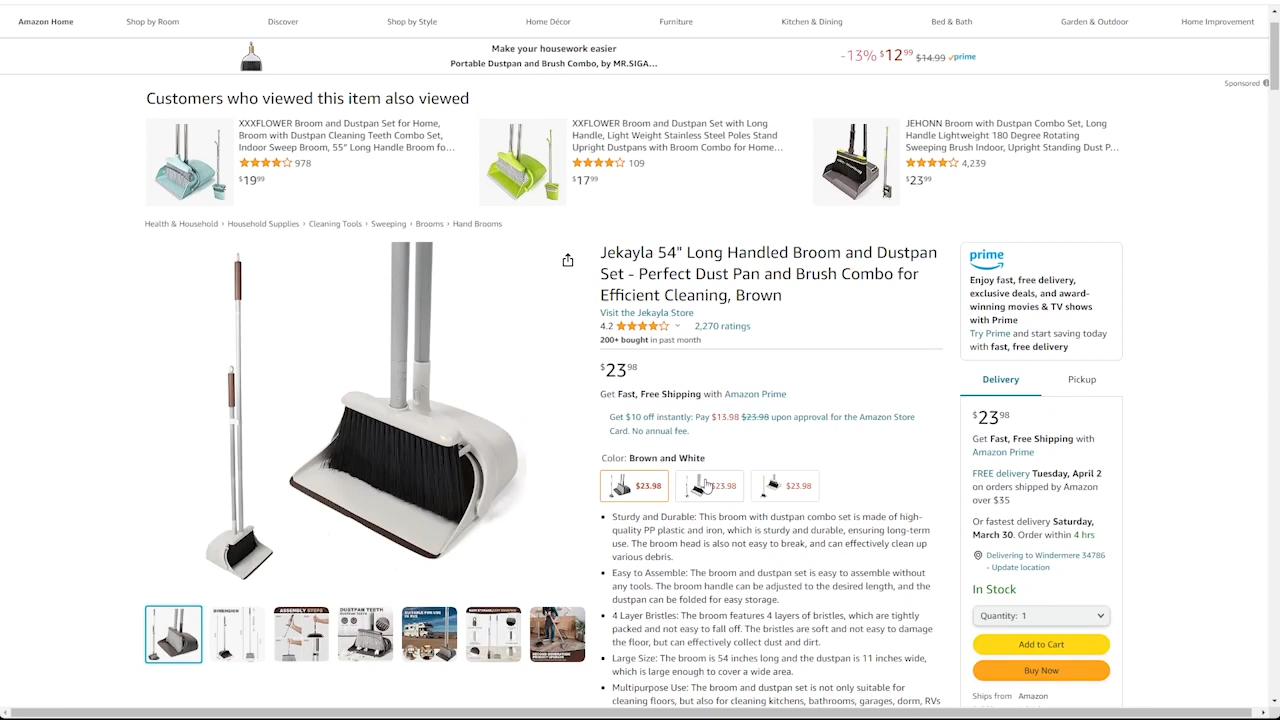 Amazon Home Shop by Room Discover Shop by Style Home Décor Furniture Kitchen & Dining Bed & Bath Garden & Outdoor Home Improvement
Make your housework easier
Portable Dustpan and Brush Combo, by MR.SIGA...
-13% $12.99 $14.99 prime
Sponsored
Customers who viewed this item also viewed
XXXFLOWER Broom and Dustpan Set for Home,
Broom with Dustpan Cleaning Teeth Combo Set,
Indoor Sweep Broom, 55" Long Handle Broom fo...
978
$19.99
XXFLOWER Broom and Dustpan Set with Long
Handle, Light Weight Stainless Steel Poles Stand
Upright Dustpans with Broom Combo for Home...
109
$17.99
JEHONN Broom with Dustpan Combo Set, Long
Handle Lightweight 180 Degree Rotating
Sweeping Brush Indoor, Upright Standing Dust P...
4,239
$23.99
Health & Household › Household Supplies › Cleaning Tools › Sweeping › Brooms › Hand Brooms
Jekayla 54" Long Handled Broom and Dustpan
Set - Perfect Dust Pan and Brush Combo for
Efficient Cleaning, Brown
Visit the Jekayla Store
4.2 2,270 ratings
200+ bought in past month
$23.98
Get Fast, Free Shipping with Amazon Prime
Get $10 off instantly: Pay $13.98 $23.98 upon approval for the Amazon Store
Card. No annual fee.
Color: Brown and White
$23.98 $23.98 $23.98
• Sturdy and Durable: This broom with dustpan combo set is made of high-
quality PP plastic and iron, which is sturdy and durable, ensuring long-term
use. The broom head is also not easy to break, and can effectively clean up
various debris.
• Easy to Assemble: The broom and dustpan set is easy to assemble without
any tools. The broom handle can be adjusted to the desired length, and the
dustpan can be folded for easy storage.
• 4 Layer Bristles: The broom features 4 layers of bristles, which are tightly
packed and not easy to fall off. The bristles are soft and not easy to damage
the floor, but can effectively collect dust and dirt.
• Large Size: The broom is 54 inches long and the dustpan is 11 inches wide,
which is large enough to cover a wide area.
• Multipurpose Use: The broom and dustpan set is not only suitable for
cleaning floors, but also for cleaning kitchens, bathrooms, garages, dorm, RVs
prime
Enjoy fast, free delivery,
exclusive deals, and award-
winning movies & TV shows
with Prime
Try Prime and start saving today
with fast, free delivery
Delivery Pickup
$23.98
Get Fast, Free Shipping with
Amazon Prime
FREE delivery Tuesday, April 2
on orders shipped by Amazon
over $35
Or fastest delivery Saturday,
March 30. Order within 4 hrs
Delivering to Windermere 34786
- Update location
In Stock
Quantity: 1
Add to Cart
Buy Now
Ships from Amazon
DIMENSION
ASSEMBLY STEPS
DUSTPAN TEETH